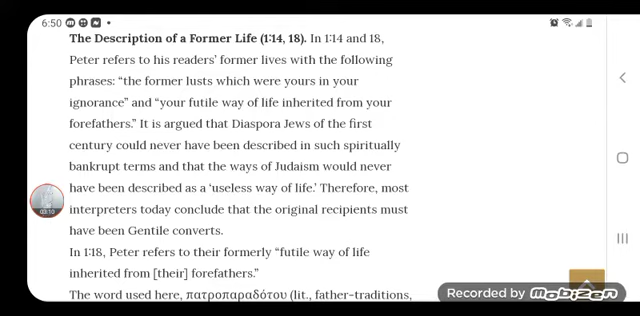 6:50
The Description of a Former Life (1:14, 18). In 1:14 and 18,
Peter refers to his readers' former lives with the following
phrases: “the former lusts which were yours in your
ignorance” and “your futile way of life inherited from your
forefathers.” It is argued that Diaspora Jews of the first
century could never have been described in such spiritually
bankrupt terms and that the ways of Judaism would never
have been described as a ‘useless way of life.’ Therefore, most
interpreters today conclude that the original recipients must
have been Gentile converts.
03:10
In 1:18, Peter refers to their formerly “futile way of life
inherited from [their] forefathers.”
The word used here, πατροπαραδότου (lit., father-traditions,
Recorded by Mobizen